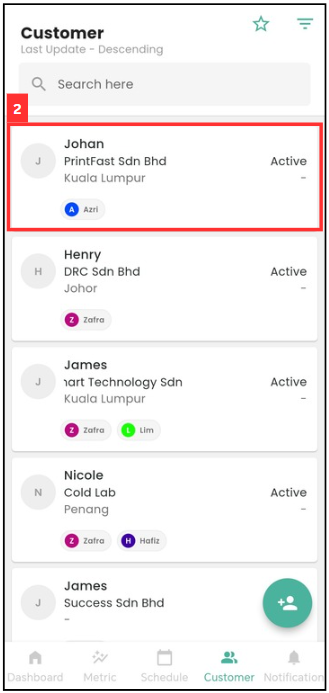 Customer
Last Update - Descending
Search here
2
Johan
J
PrintFast Sdn Bhd Active
Kuala Lumpur -
A Azri
Henry
H
DRC Sdn Bhd Active
Johor -
Z Zafra
James
J
art Technology Sdn Active
Kuala Lumpur -
Z Zafra L Lim
Nicole
N
Cold Lab Active
Penang -
Z Zafra H Hafiz
James
J
Success Sdn Bhd
-
Dashboard Metric Schedule Customer Notification